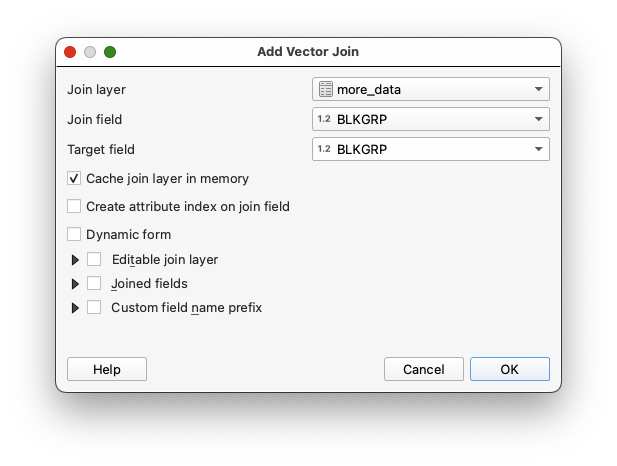 Add Vector Join
Join layer more_data
Join field 1.2 BLKGRP
Target field 1.2 BLKGRP
Cache join layer in memory
Create attribute index on join field
Dynamic form
Editable join layer
Joined fields
Custom field name prefix
Help Cancel OK